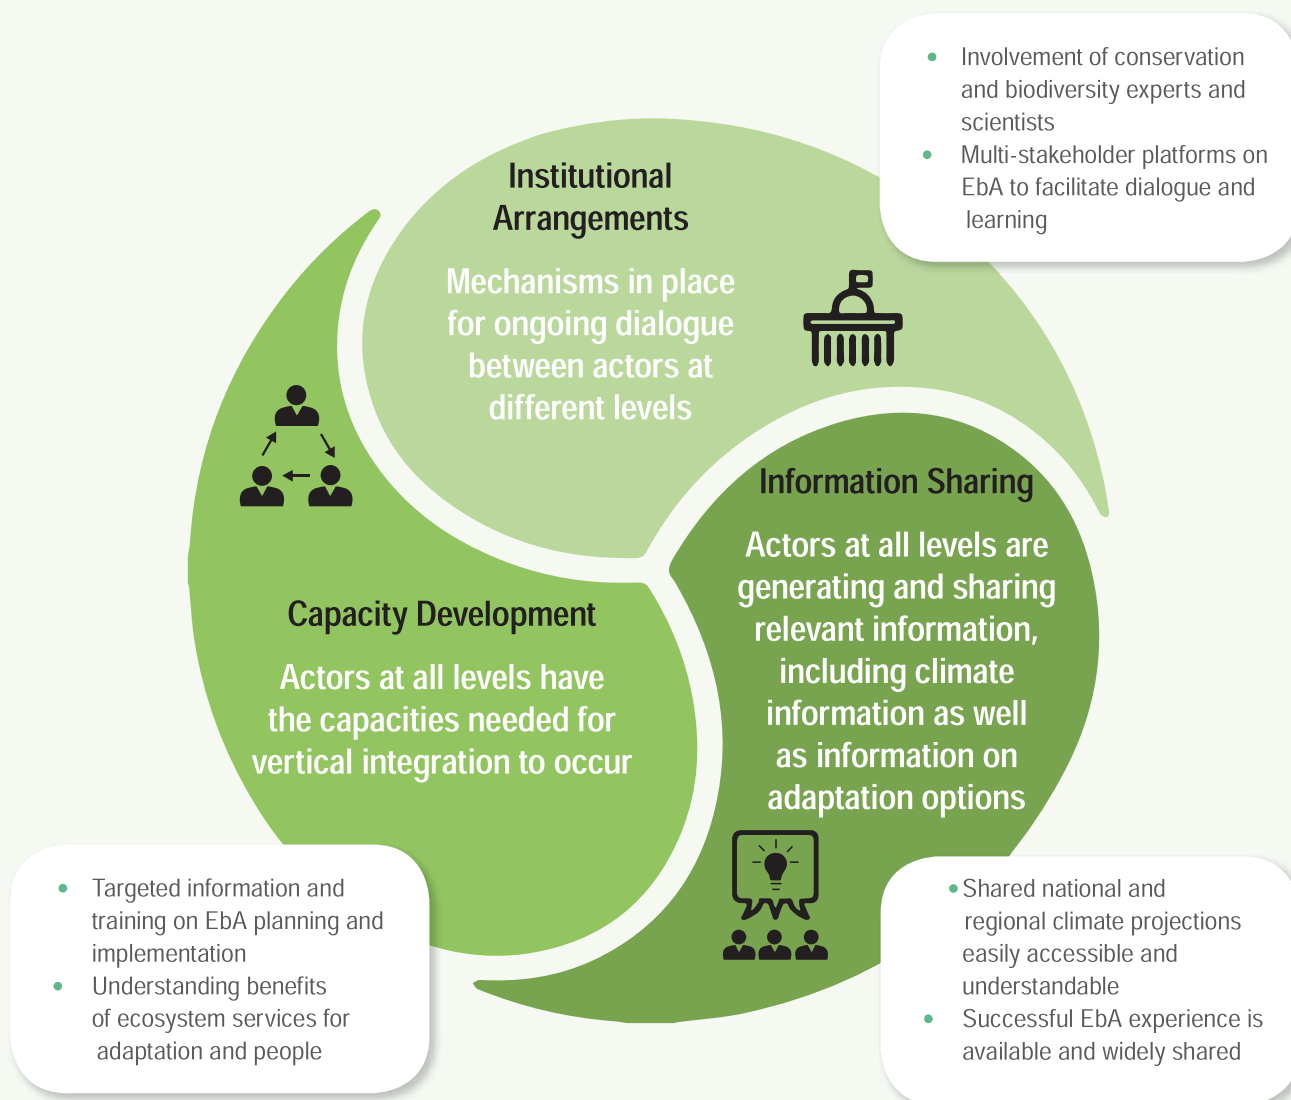 • Involvement of conservation
and biodiversity experts and
scientists
• Multi-stakeholder platforms on
EbA to facilitate dialogue and
learning
Institutional
Arrangements
Mechanisms in place
for ongoing dialogue
between actors at
different levels
Information Sharing
Actors at all levels are
generating and sharing
relevant information,
including climate
information as well
as information on
adaptation options
Capacity Development
Actors at all levels have
the capacities needed for
vertical integration to occur
• Targeted information and
training on EbA planning and
implementation
• Understanding benefits
of ecosystem services for
adaptation and people
• Shared national and
regional climate projections
easily accessible and
understandable
• Successful EbA experience is
available and widely shared